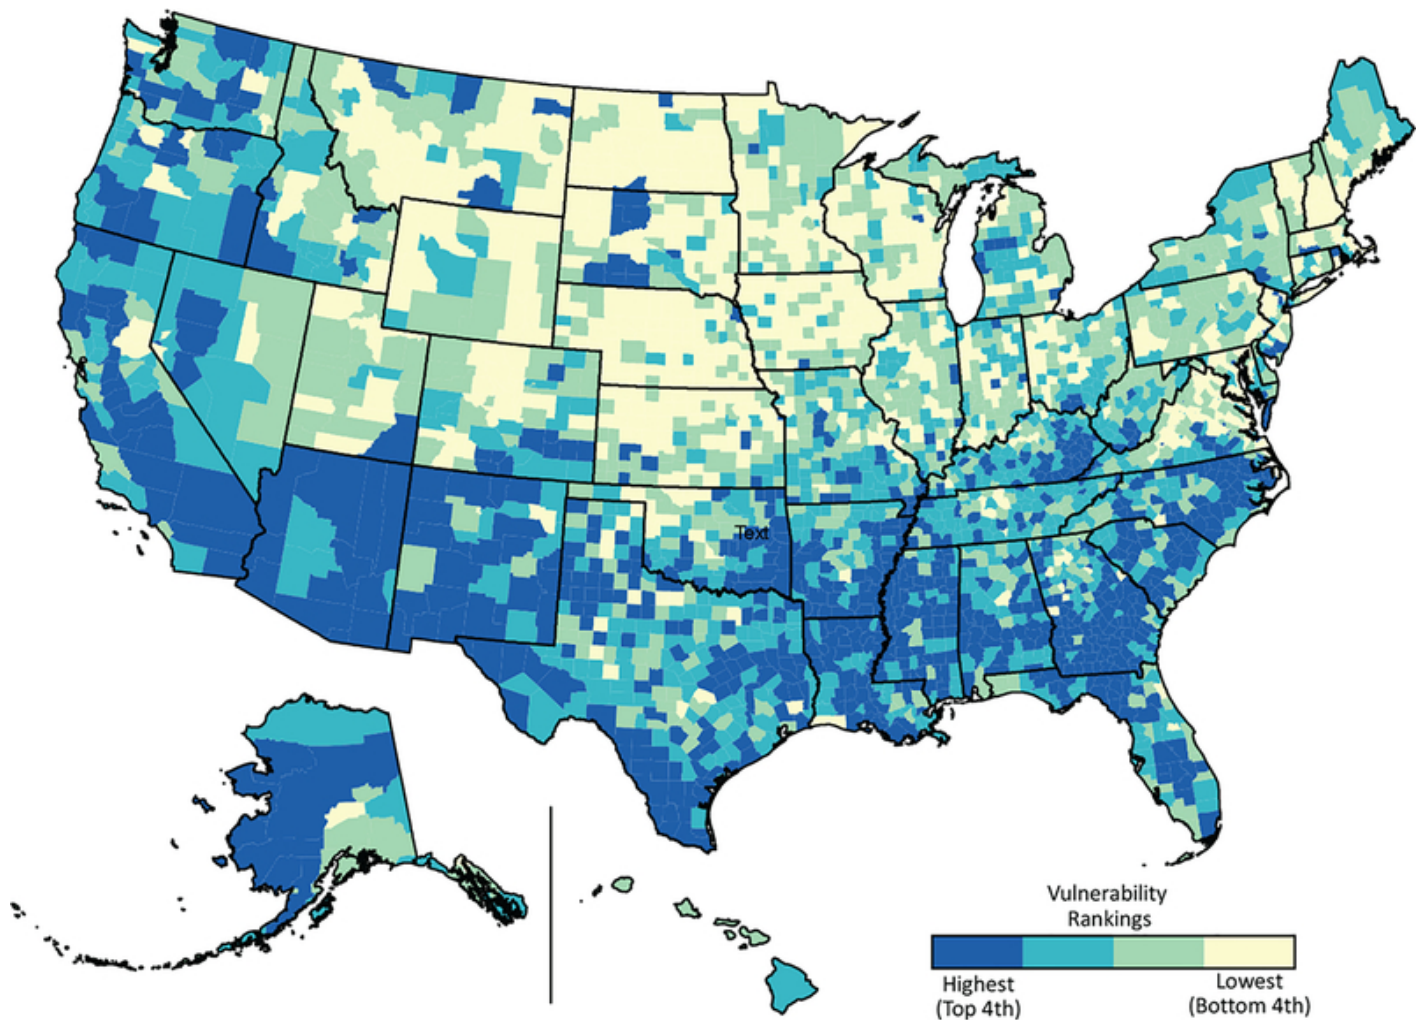 Text
Vulnerability
Rankings
Highest
(Top 4th)
Lowest
(Bottom 4th)